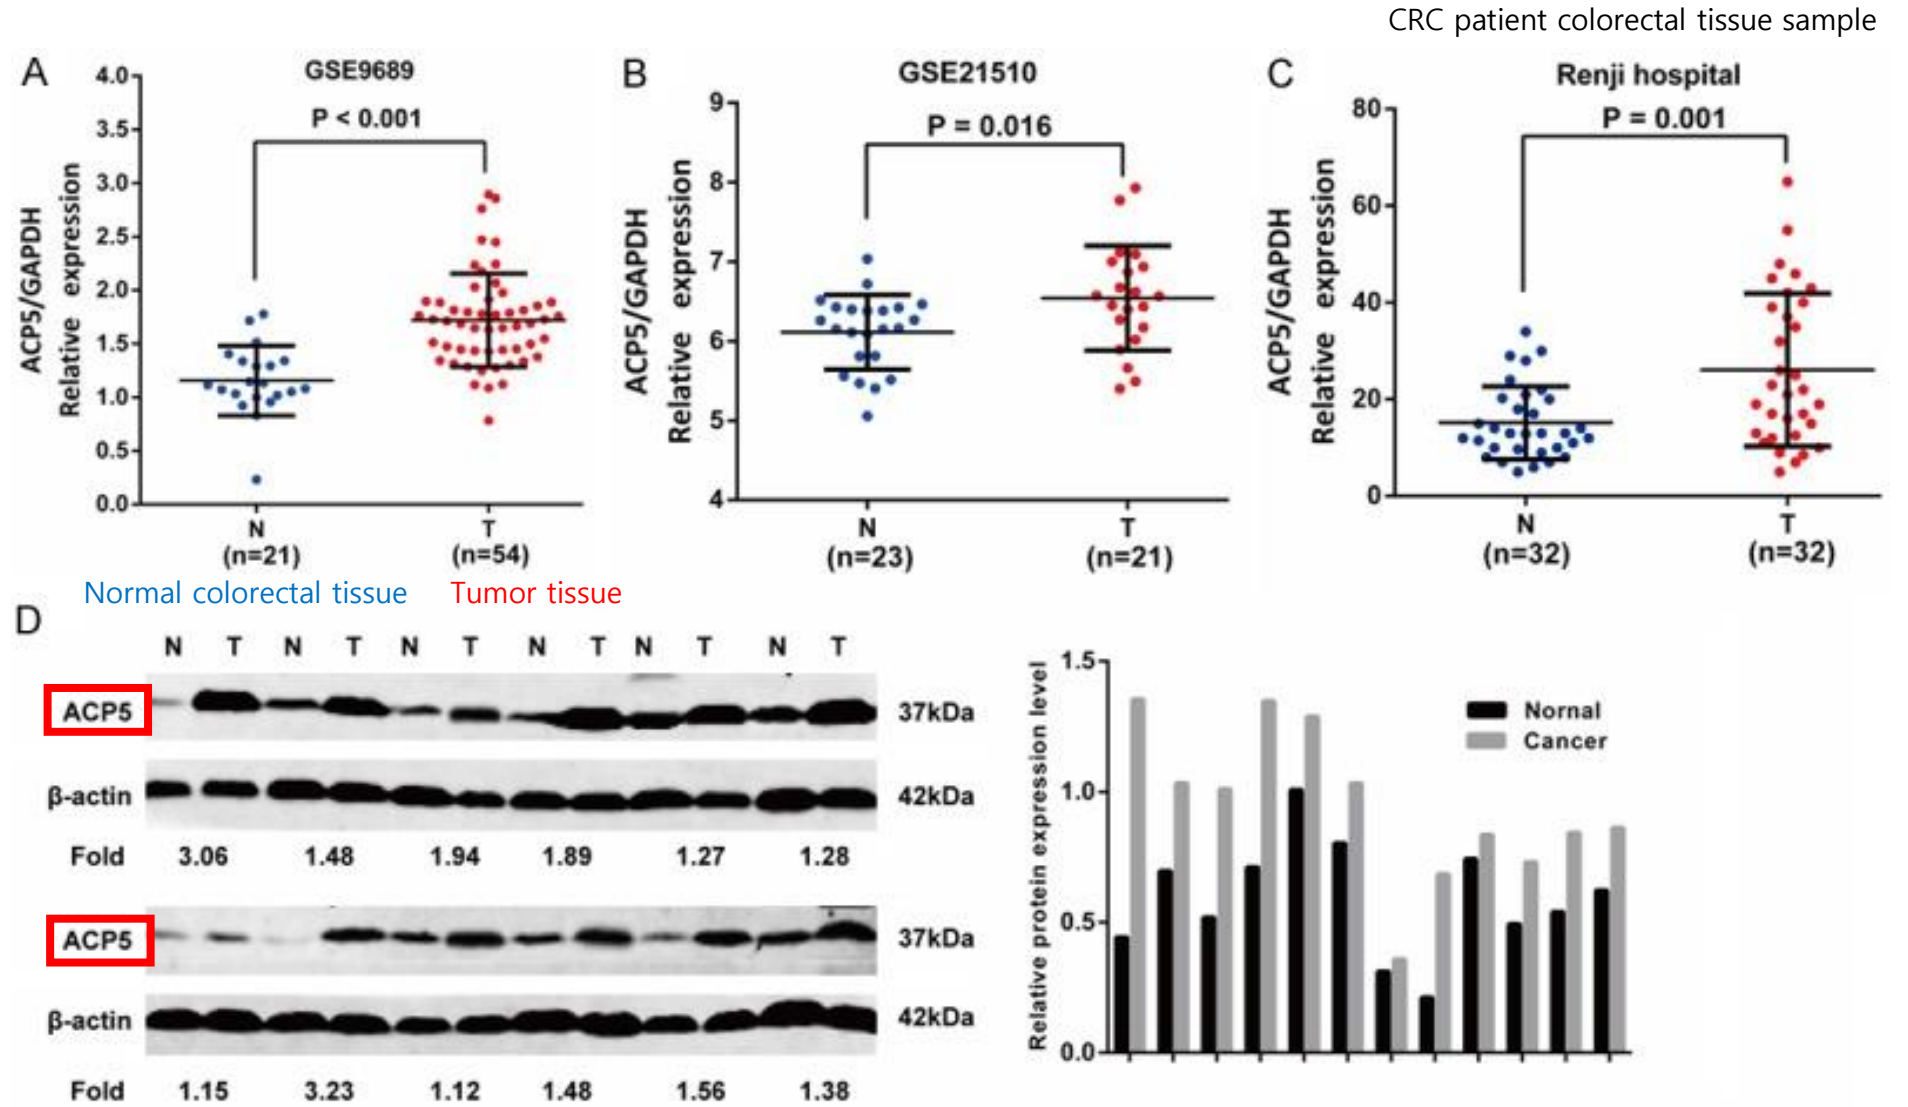 CRC patient colorectal tissue sample
A
GSE9689
P < 0.001
ACP5/GAPDH
Relative expression
4.0
3.5
3.0
2.5
2.0
1.5
1.0
0.5
0.0
N
(n=21)
T
(n=54)
B
GSE21510
P = 0.016
ACP5/GAPDH
Relative expression
9
8
7
6
5
4
N
(n=23)
T
(n=21)
C
Renji hospital
P = 0.001
ACP5/GAPDH
Relative expression
80
60
40
20
0
N
(n=32)
T
(n=32)
Normal colorectal tissue
Tumor tissue
D
N T N T N T N T N T N T
ACP5
37kDa
β-actin
42kDa
Fold 3.06 1.48 1.94 1.89 1.27 1.28
ACP5
37kDa
β-actin
42kDa
Fold 1.15 3.23 1.12 1.48 1.56 1.38
Relative protein expression level
1.5
1.0
0.5
0.0
Nornal
Cancer